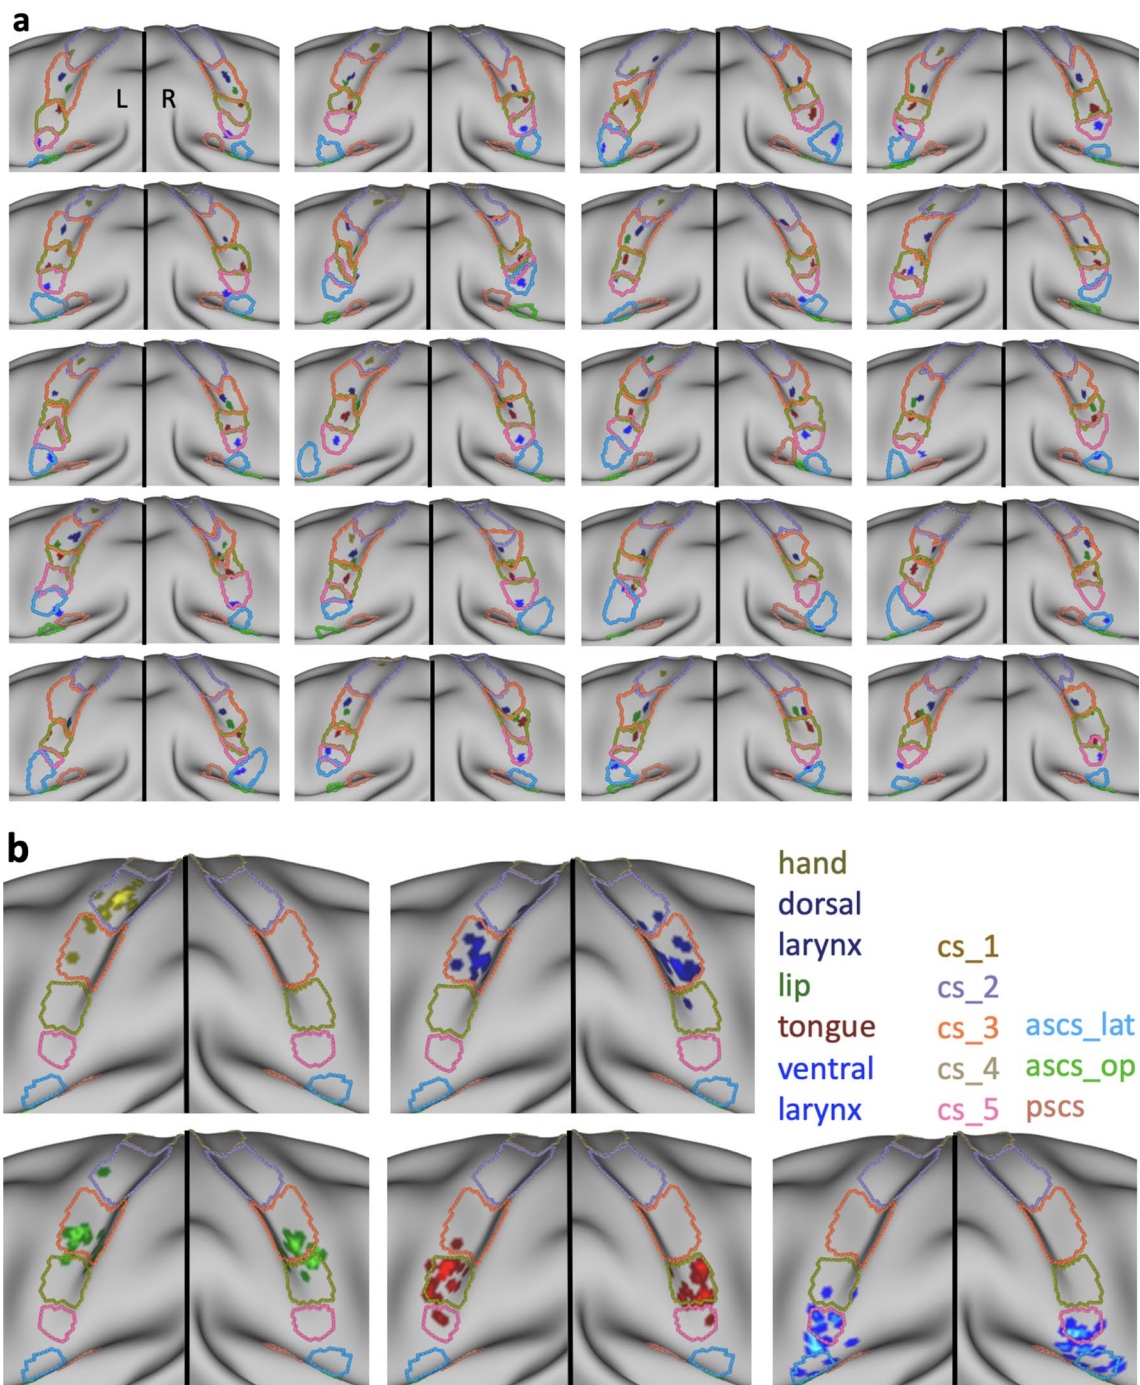 a
L R
b
hand
dorsal
larynx cs_1
lip cs_2
tongue cs_3 ascs_lat
ventral cs_4 ascs_op
larynx cs_5 pscs